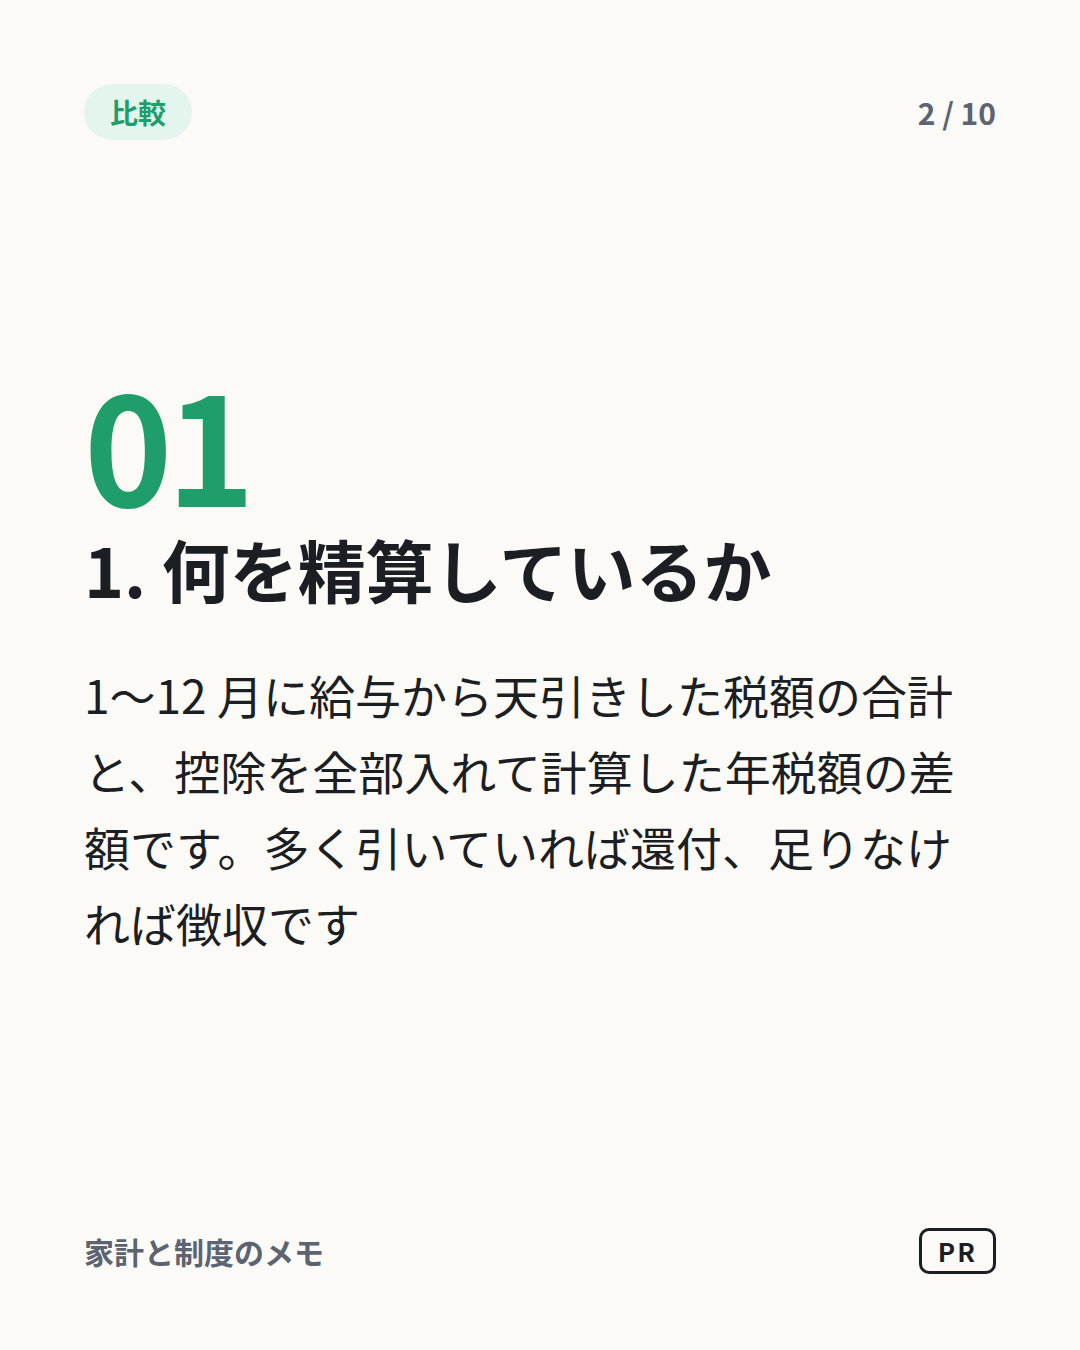 比較
2 / 10
01
1. 何を精算しているか
1〜12 月に給与から天引きした税額の合計
と、控除を全部入れて計算した年税額の差
額です。多く引いていれば還付、足りなけ
れば徴収です
家計と制度のメモ
PR